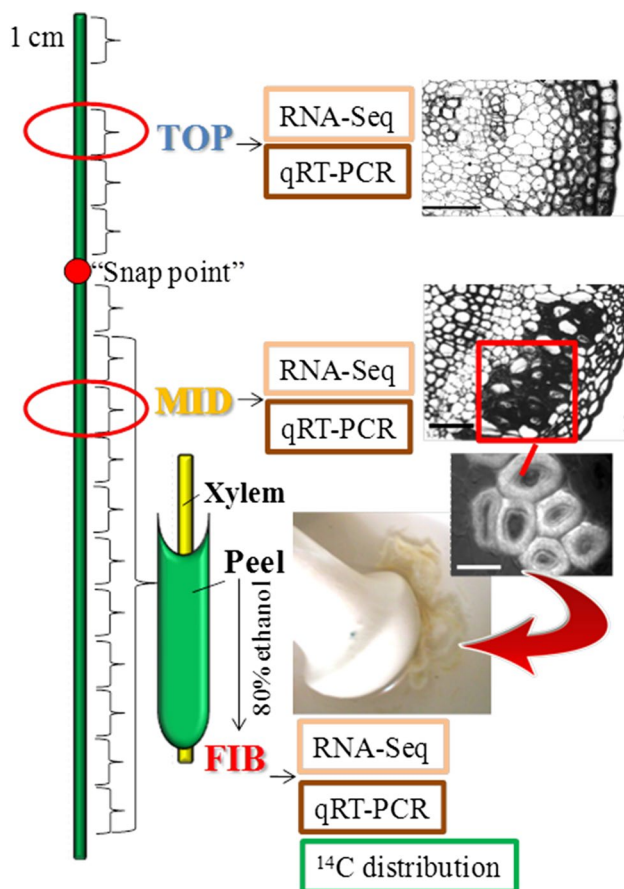 1 cm
TOP
RNA-Seq
qRT-PCR
“Snap point”
MID
RNA-Seq
qRT-PCR
Xylem
Peel
80% ethanol
FIB
RNA-Seq
qRT-PCR
¹⁴C distribution